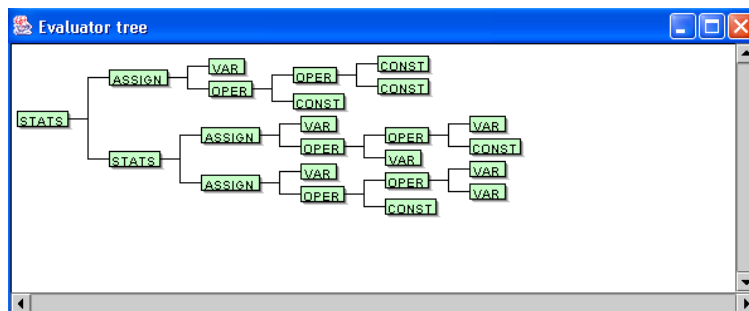 Evaluator tree
VAR CONST
ASSIGN OPER
OPER CONST
CONST
STATS VAR VAR
ASSIGN OPER
OPER CONST
STATS VAR
VAR VAR
ASSIGN OPER
OPER VAR
CONST